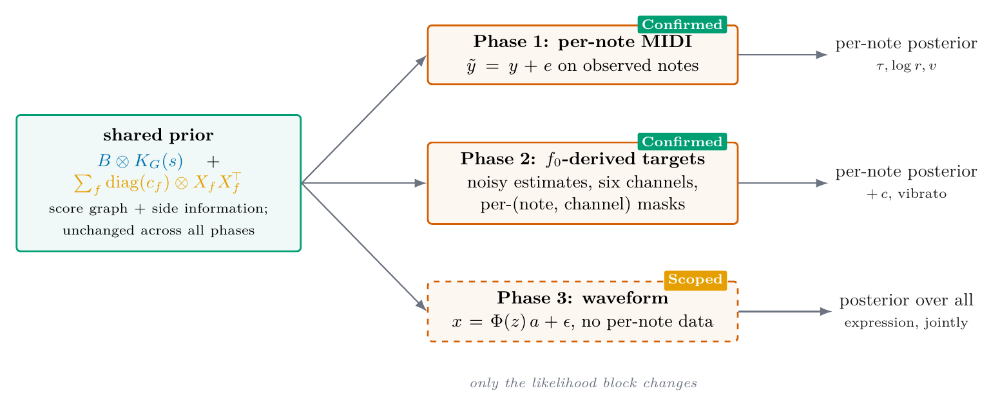 shared prior
B ⊗ K_G(s) +
∑_f diag(c_f) ⊗ X_f X_f^⊤
score graph + side information;
unchanged across all phases
Confirmed
Phase 1: per-note MIDI
ỹ = y + e on observed notes
per-note posterior
τ, log r, v
Confirmed
Phase 2: f₀-derived targets
noisy estimates, six channels,
per-(note, channel) masks
per-note posterior
+ c, vibrato
Scoped
Phase 3: waveform
x = Φ(z) a + ϵ, no per-note data
posterior over all
expression, jointly
only the likelihood block changes